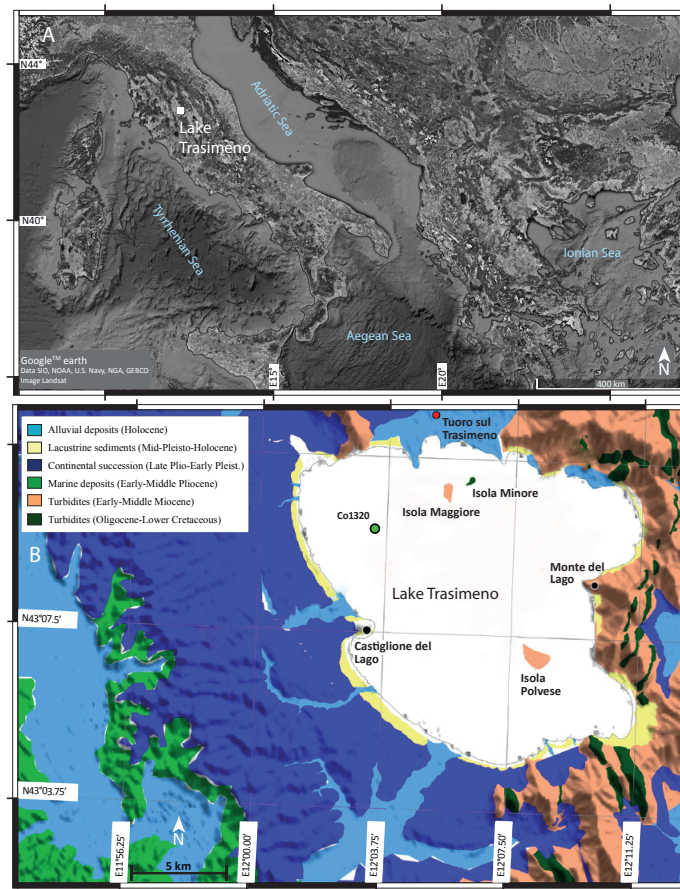 A
N44°
Adriatic Sea
Lake
Trasimeno
N40°
Tyrrhenian Sea
Ionian Sea
Aegean Sea
Google™ earth
Data SIO, NOAA, U.S. Navy, NGA, GEBCO
Image Landsat
E15°
E20°
N
400 km
Alluvial deposits (Holocene)
Lacustrine sediments (Mid-Pleisto-Holocene)
Continental succession (Late Plio-Early Pleist.)
Marine deposits (Early-Middle Pliocene)
Turbidites (Early-Middle Miocene)
Turbidites (Oligocene-Lower Cretaceous)
Tuoro sul
Trasimeno
Isola Minore
Isola Maggiore
Co1320
B
Monte del
Lago
Lake Trasimeno
N43°07.5'
Castiglione del
Lago
Isola
Polvese
N43°03.75'
N
5 km
E11°56.25'
E12°00.00'
E12°03.75'
E12°07.50'
E12°11.25'